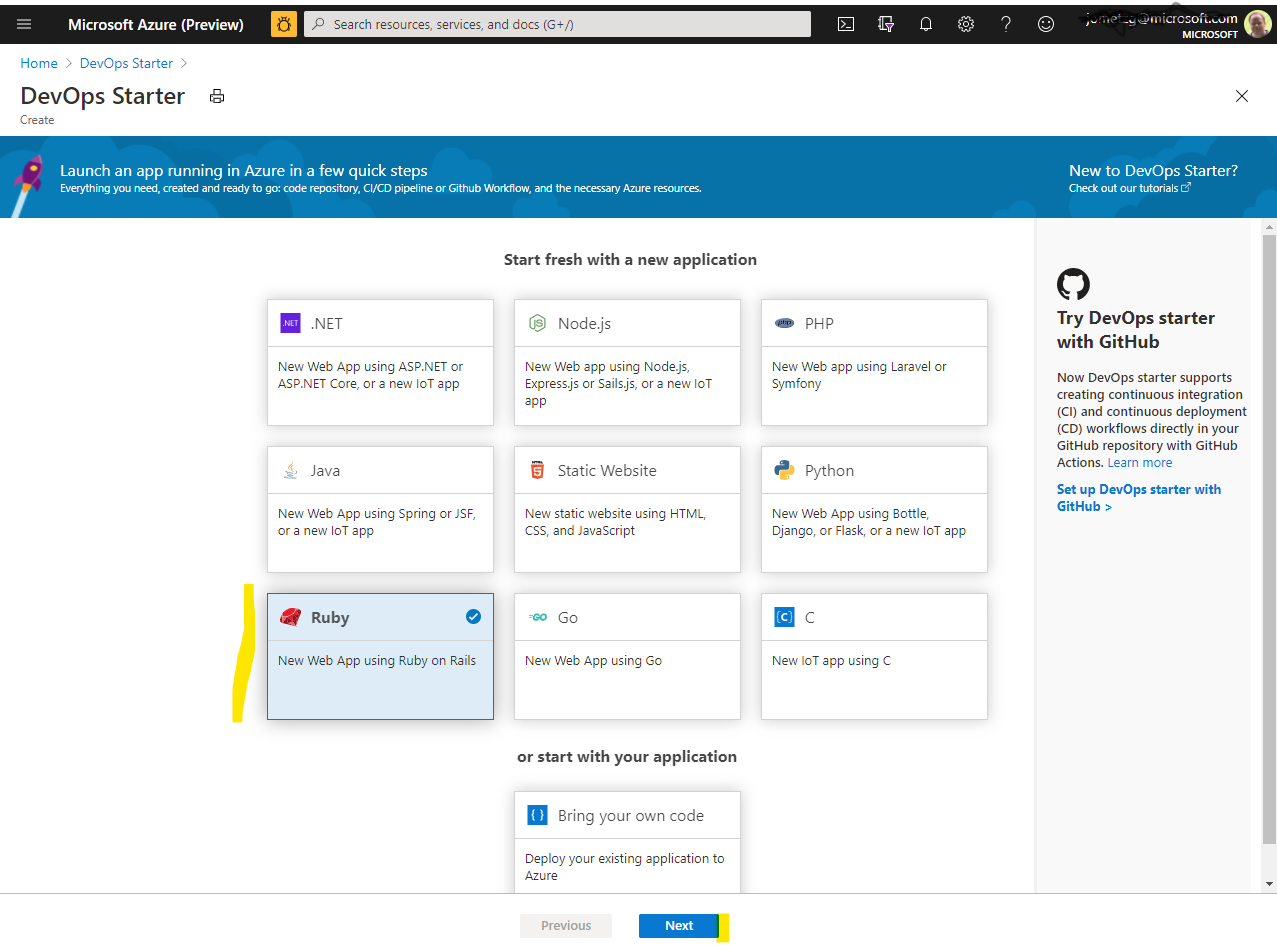 Microsoft Azure (Preview)
Search resources, services, and docs (G+/)
MICROSOFT
Home > DevOps Starter >
DevOps Starter
Create
Launch an app running in Azure in a few quick steps
Everything you need, created and ready to go: code repository, CI/CD pipeline or Github Workflow, and the necessary Azure resources.
New to DevOps Starter?
Check out our tutorials
Start fresh with a new application
.NET
.NET
New Web App using ASP.NET or
ASP.NET Core, or a new IoT app
JS
Node.js
New Web app using Node.js,
Express.js or Sails.js, or a new IoT
app
php
PHP
New Web app using Laravel or
Symfony
Java
New Web App using Spring or JSF,
or a new IoT app
HTML
5
Static Website
New static website using HTML,
CSS, and JavaScript
Python
New Web App using Bottle,
Django, or Flask, or a new IoT app
Ruby
New Web App using Ruby on Rails
GO
Go
New Web App using Go
[C]
C
New IoT app using C
or start with your application
{ }
Bring your own code
Deploy your existing application to
Azure
Try DevOps starter
with GitHub
Now DevOps starter supports
creating continuous integration
(CI) and continuous deployment
(CD) workflows directly in your
GitHub repository with GitHub
Actions. Learn more
Set up DevOps starter with
GitHub >
Previous
Next